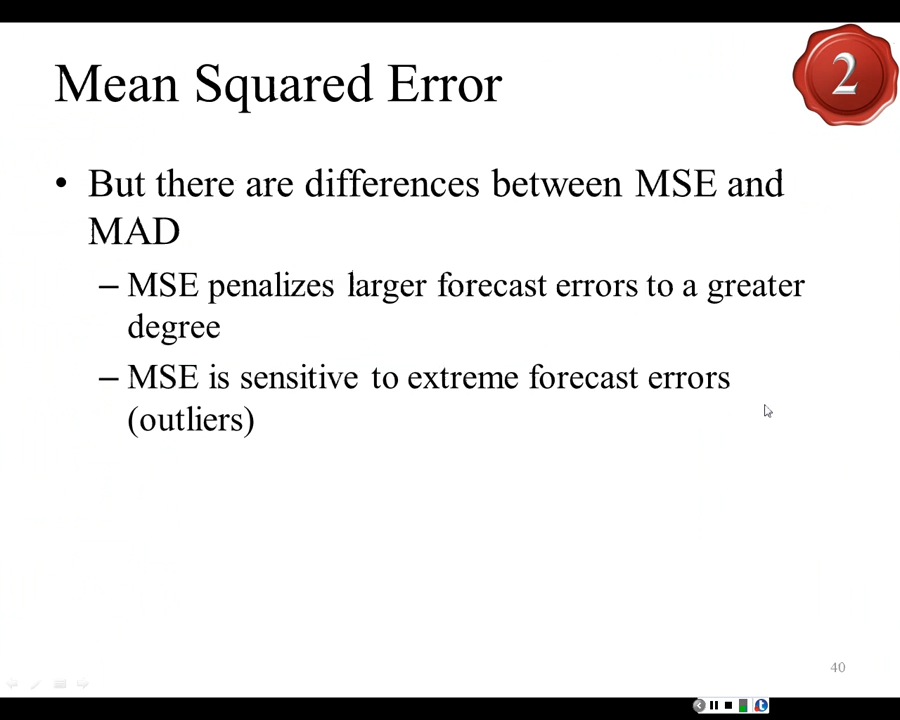 Mean Squared Error
2
• But there are differences between MSE and
MAD
– MSE penalizes larger forecast errors to a greater
degree
– MSE is sensitive to extreme forecast errors
(outliers)
40